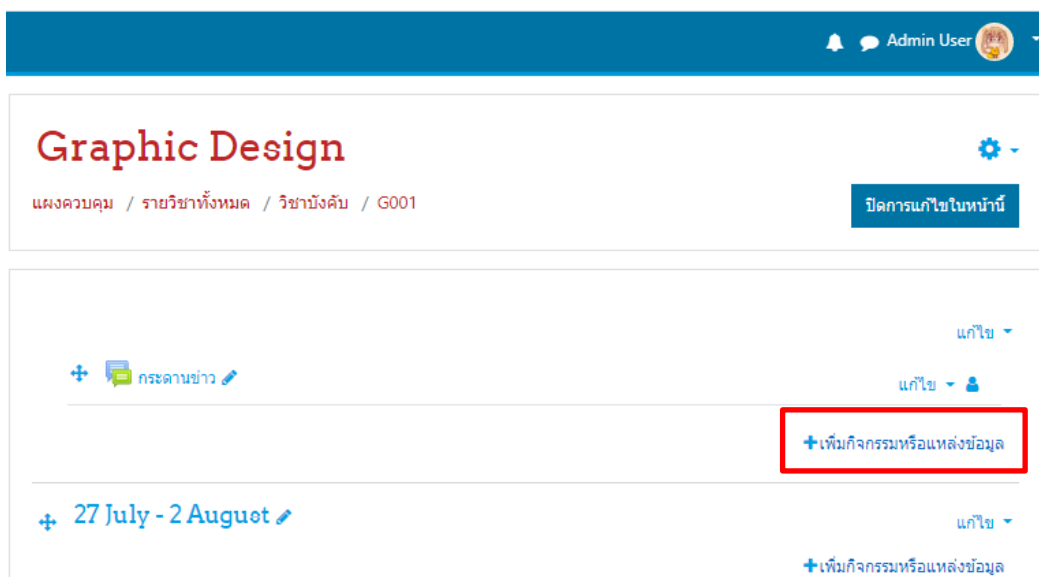 Admin User
Graphic Design
แผงควบคุม / รายวิชาทั้งหมด / วิชาบังคับ / G001
ปิดการแก้ไขในหน้านี้
แก้ไข
กระดานข่าว
แก้ไข
+เพิ่มกิจกรรมหรือแหล่งข้อมูล
27 July - 2 August
แก้ไข
+เพิ่มกิจกรรมหรือแหล่งข้อมูล